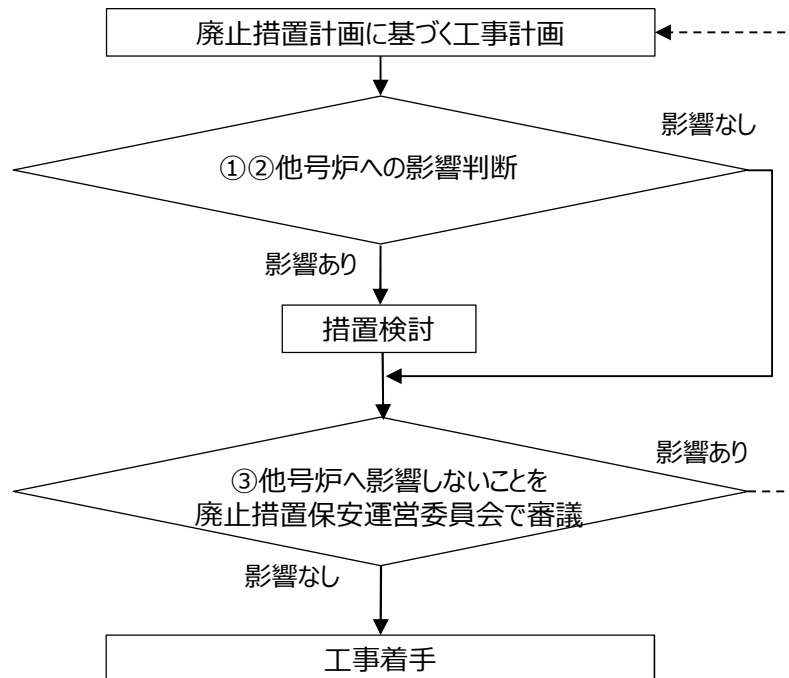 廃止措置計画に基づく工事計画
影響なし
①②他号炉への影響判断
影響あり
措置検討
影響あり
③他号炉へ影響しないことを
廃止措置保安運営委員会で審議
影響なし
工事着手